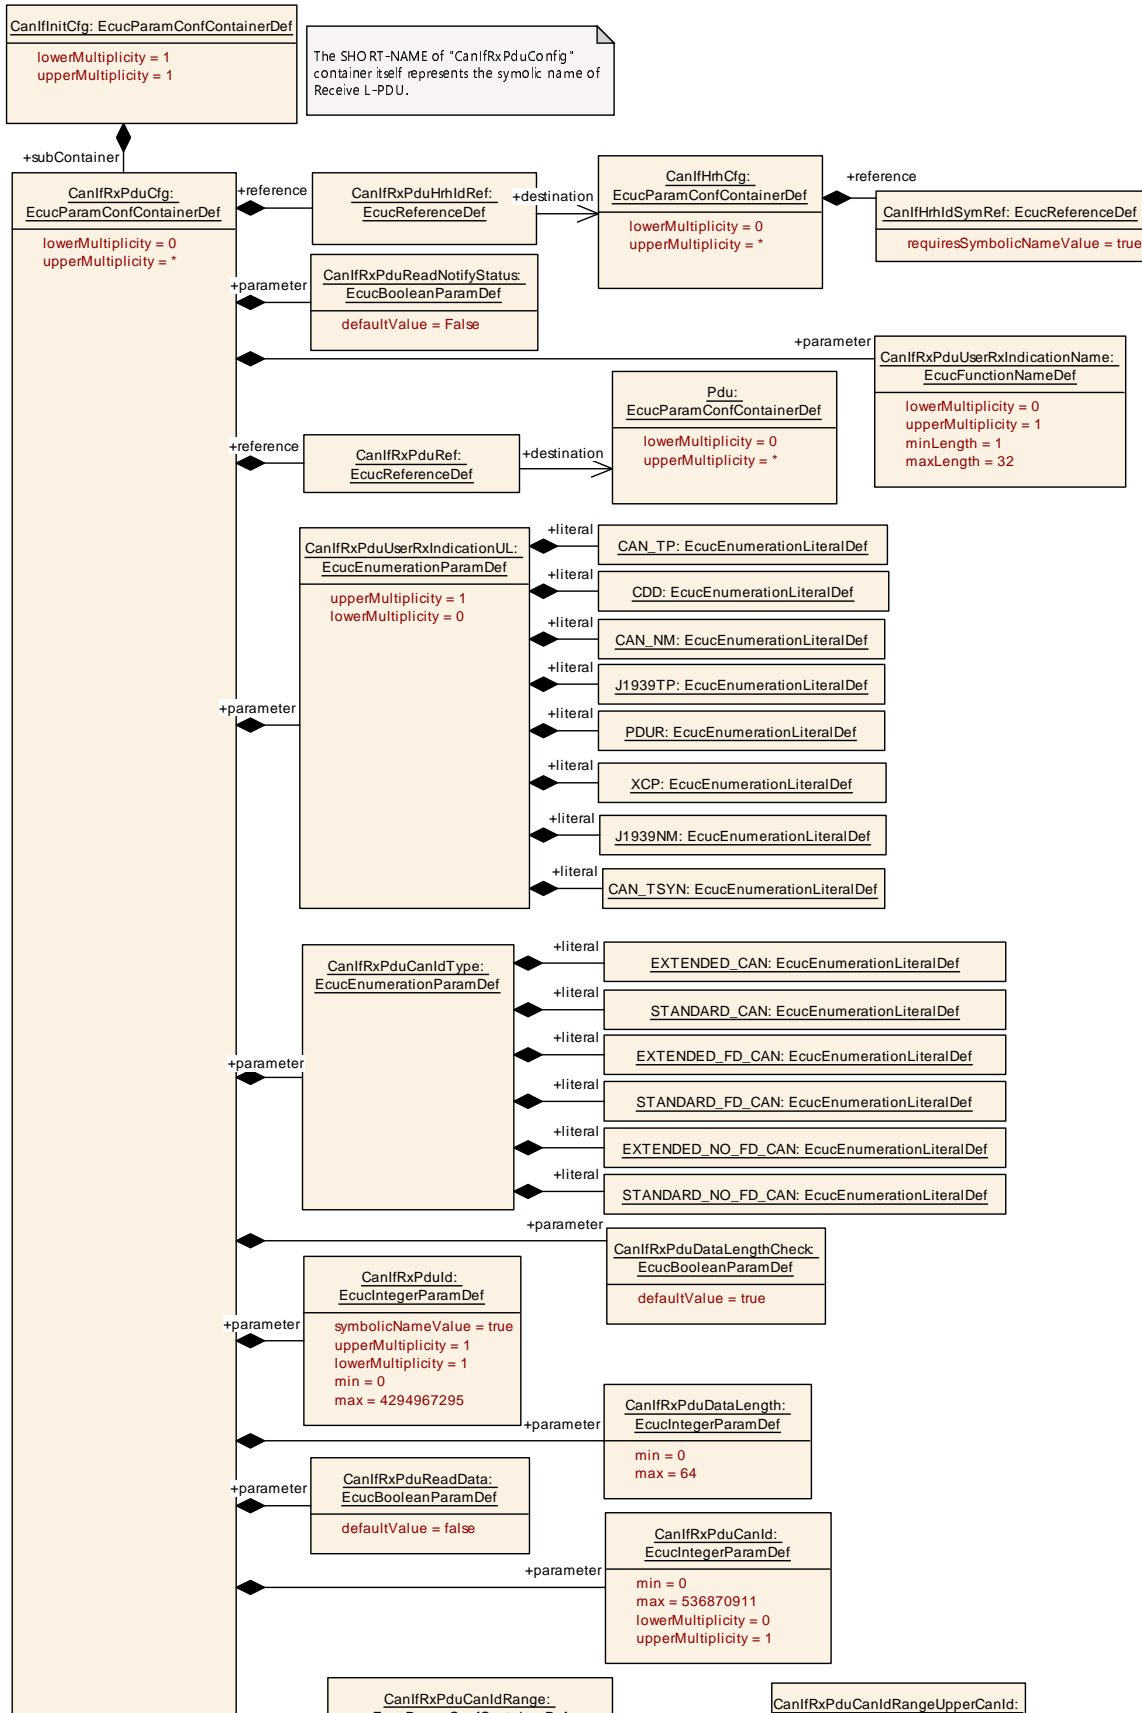 CanIfInitCfg: EcucParamConfContainerDef
lowerMultiplicity = 1
upperMultiplicity = 1
The SHORT-NAME of "CanIfRxPduConfig"
container itself represents the symolic name of
Receive L-PDU.
+subContainer
CanIfRxPduCfg:
EcucParamConfContainerDef
lowerMultiplicity = 0
upperMultiplicity = *
+reference
CanIfRxPduHrhIdRef:
EcucReferenceDef
+destination
CanIfHrhCfg:
EcucParamConfContainerDef
lowerMultiplicity = 0
upperMultiplicity = *
+reference
CanIfHrhIdSymRef: EcucReferenceDef
requiresSymbolicNameValue = true
+parameter
CanIfRxPduReadNotifyStatus:
EcucBooleanParamDef
defaultValue = False
+parameter
CanIfRxPduUserRxIndicationName:
EcucFunctionNameDef
lowerMultiplicity = 0
upperMultiplicity = 1
minLength = 1
maxLength = 32
+reference
CanIfRxPduRef:
EcucReferenceDef
+destination
Pdu:
EcucParamConfContainerDef
lowerMultiplicity = 0
upperMultiplicity = *
+parameter
CanIfRxPduUserRxIndicationUL:
EcucEnumerationParamDef
upperMultiplicity = 1
lowerMultiplicity = 0
+literal
CAN_TP: EcucEnumerationLiteralDef
+literal
CDD: EcucEnumerationLiteralDef
+literal
CAN_NM: EcucEnumerationLiteralDef
+literal
J1939TP: EcucEnumerationLiteralDef
+literal
PDUR: EcucEnumerationLiteralDef
+literal
XCP: EcucEnumerationLiteralDef
+literal
J1939NM: EcucEnumerationLiteralDef
+literal
CAN_TSYN: EcucEnumerationLiteralDef
+parameter
CanIfRxPduCanIdType:
EcucEnumerationParamDef
+literal
EXTENDED_CAN: EcucEnumerationLiteralDef
+literal
STANDARD_CAN: EcucEnumerationLiteralDef
+literal
EXTENDED_FD_CAN: EcucEnumerationLiteralDef
+literal
STANDARD_FD_CAN: EcucEnumerationLiteralDef
+literal
EXTENDED_NO_FD_CAN: EcucEnumerationLiteralDef
+literal
STANDARD_NO_FD_CAN: EcucEnumerationLiteralDef
+parameter
CanIfRxPduDataLengthCheck:
EcucBooleanParamDef
defaultValue = true
+parameter
CanIfRxPduId:
EcucIntegerParamDef
symbolicNameValue = true
upperMultiplicity = 1
lowerMultiplicity = 1
min = 0
max = 4294967295
+parameter
CanIfRxPduDataLength:
EcucIntegerParamDef
min = 0
max = 64
+parameter
CanIfRxPduReadData:
EcucBooleanParamDef
defaultValue = false
+parameter
CanIfRxPduCanId:
EcucIntegerParamDef
min = 0
max = 536870911
lowerMultiplicity = 0
upperMultiplicity = 1
CanIfRxPduCanIdRange:
CanIfRxPduCanIdRangeUpperCanId: